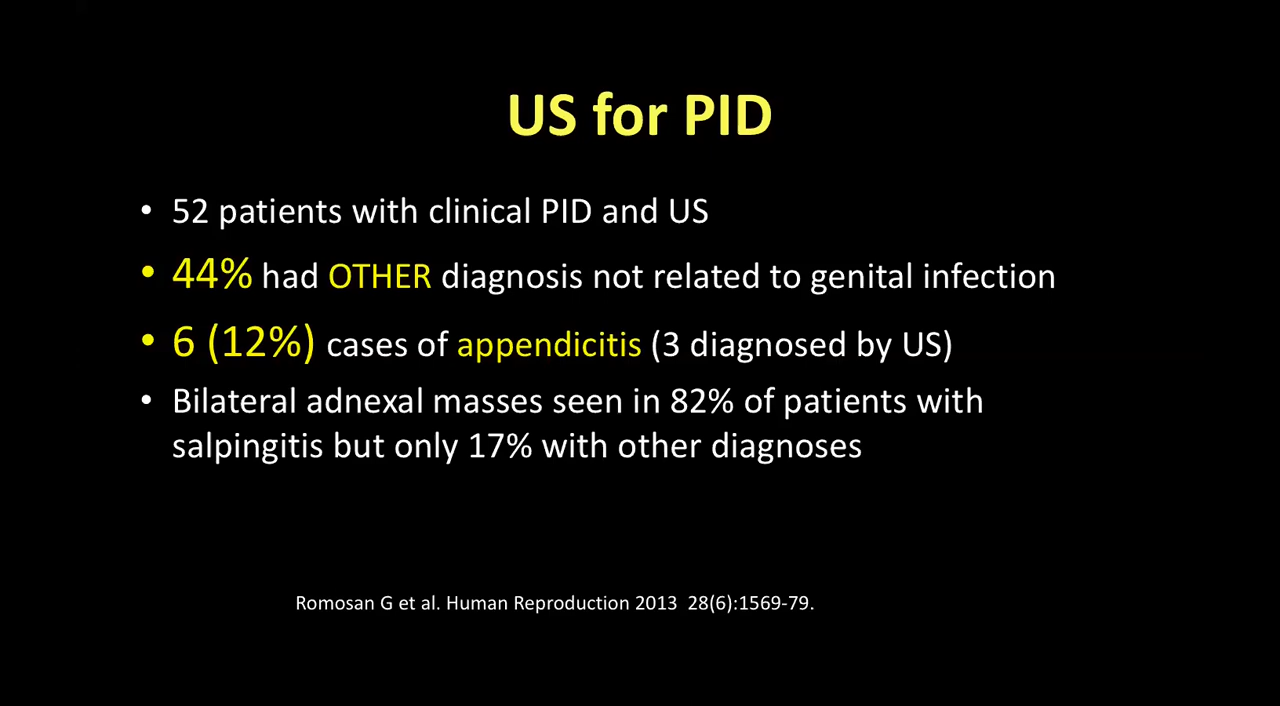 US for PID
• 52 patients with clinical PID and US
• 44% had OTHER diagnosis not related to genital infection
• 6 (12%) cases of appendicitis (3 diagnosed by US)
• Bilateral adnexal masses seen in 82% of patients with
salpingitis but only 17% with other diagnoses
Romosan G et al. Human Reproduction 2013  28(6):1569-79.